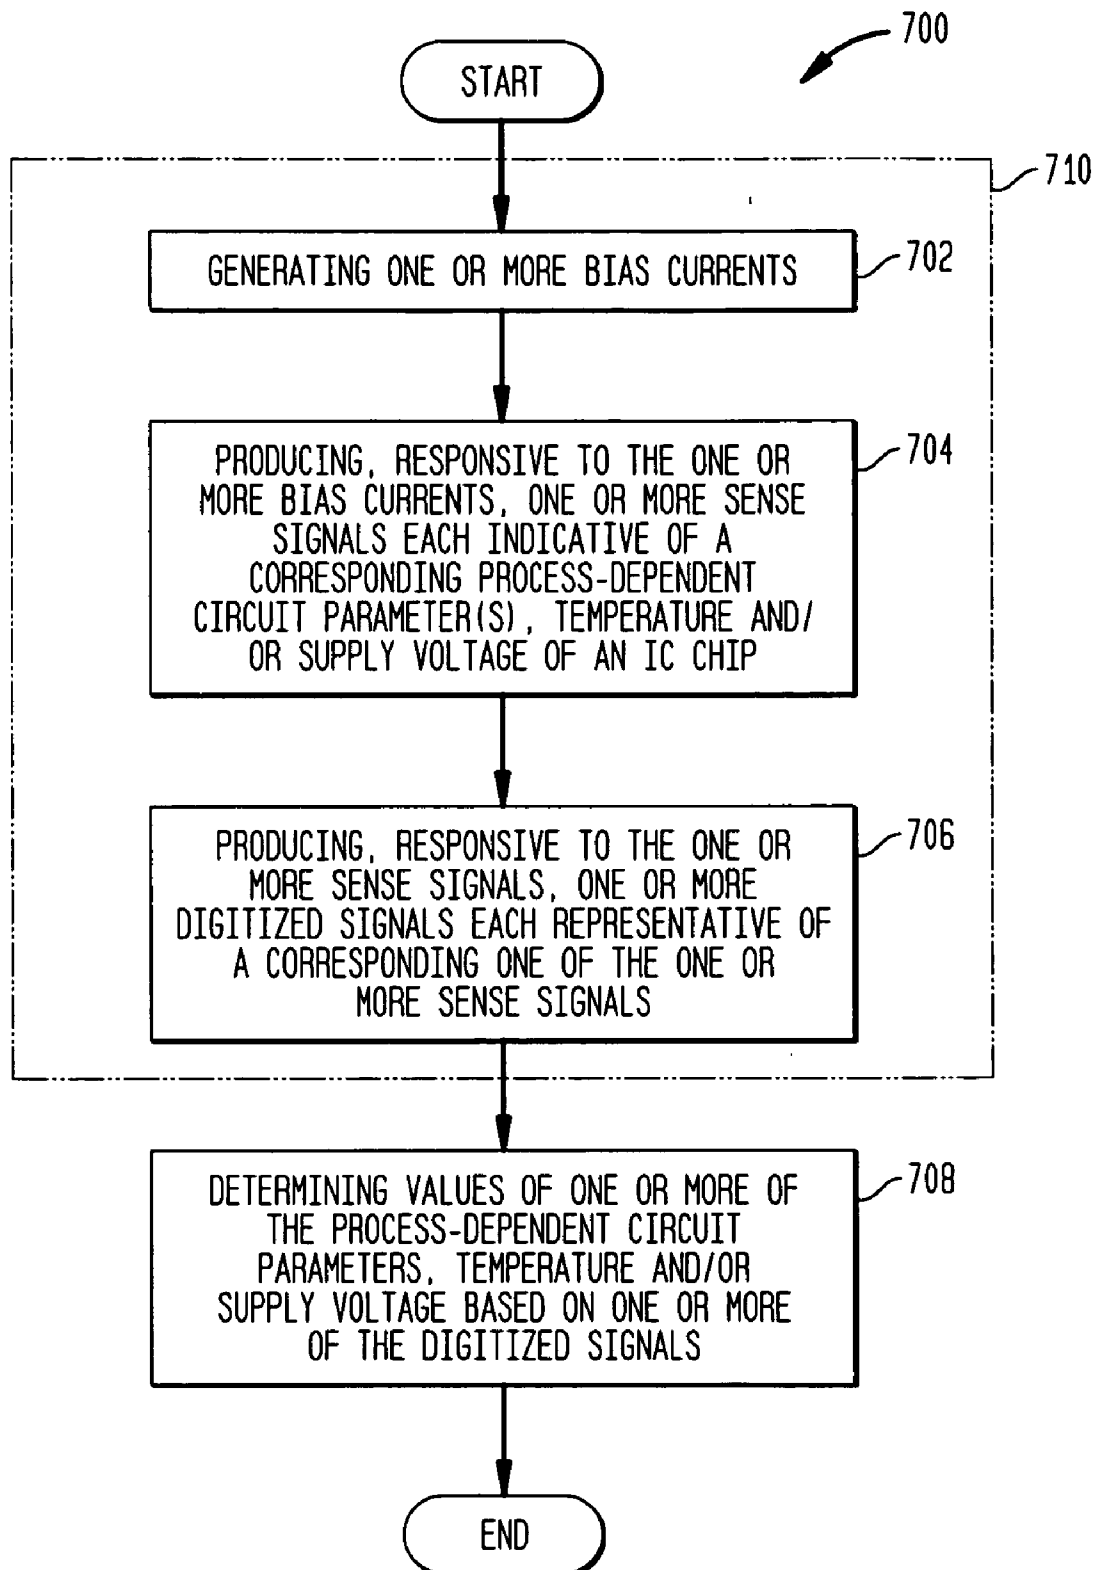 700
START
710
GENERATING ONE OR MORE BIAS CURRENTS
702
PRODUCING, RESPONSIVE TO THE ONE OR
MORE BIAS CURRENTS, ONE OR MORE SENSE
SIGNALS EACH INDICATIVE OF A
CORRESPONDING PROCESS-DEPENDENT
CIRCUIT PARAMETER(S), TEMPERATURE AND/
OR SUPPLY VOLTAGE OF AN IC CHIP
704
PRODUCING, RESPONSIVE TO THE ONE OR
MORE SENSE SIGNALS, ONE OR MORE
DIGITIZED SIGNALS EACH REPRESENTATIVE OF
A CORRESPONDING ONE OF THE ONE OR
MORE SENSE SIGNALS
706
DETERMINING VALUES OF ONE OR MORE OF
THE PROCESS-DEPENDENT CIRCUIT
PARAMETERS, TEMPERATURE AND/OR
SUPPLY VOLTAGE BASED ON ONE OR MORE
OF THE DIGITIZED SIGNALS
708
END